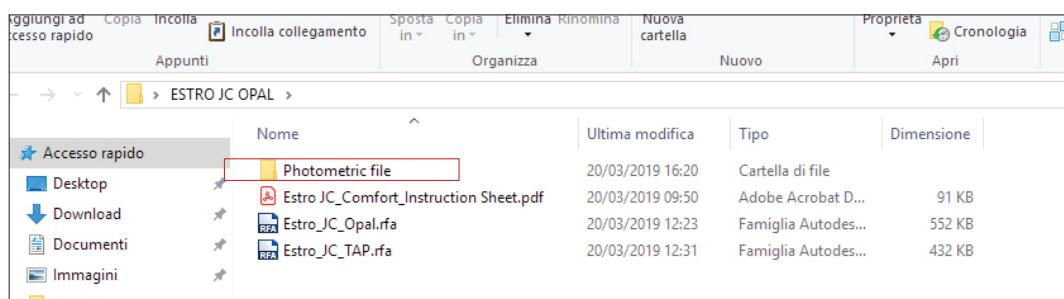 Aggiungi ad Copia Incolla
accesso rapido
Incolla collegamento
Sposta Copia Elimina Rinomina
in in
Nuova
cartella
Proprietà
Cronologia
Appunti Organizza Nuovo Apri
ESTRO JC OPAL
Nome Ultima modifica Tipo Dimensione
Accesso rapido
Desktop
Download
Documenti
Immagini
Photometric file 20/03/2019 16:20 Cartella di file
Estro JC_Comfort_Instruction Sheet.pdf 20/03/2019 09:50 Adobe Acrobat D... 91 KB
RFA Estro_JC_Opal.rfa 20/03/2019 12:23 Famiglia Autodes... 552 KB
RFA Estro_JC_TAP.rfa 20/03/2019 12:31 Famiglia Autodes... 432 KB